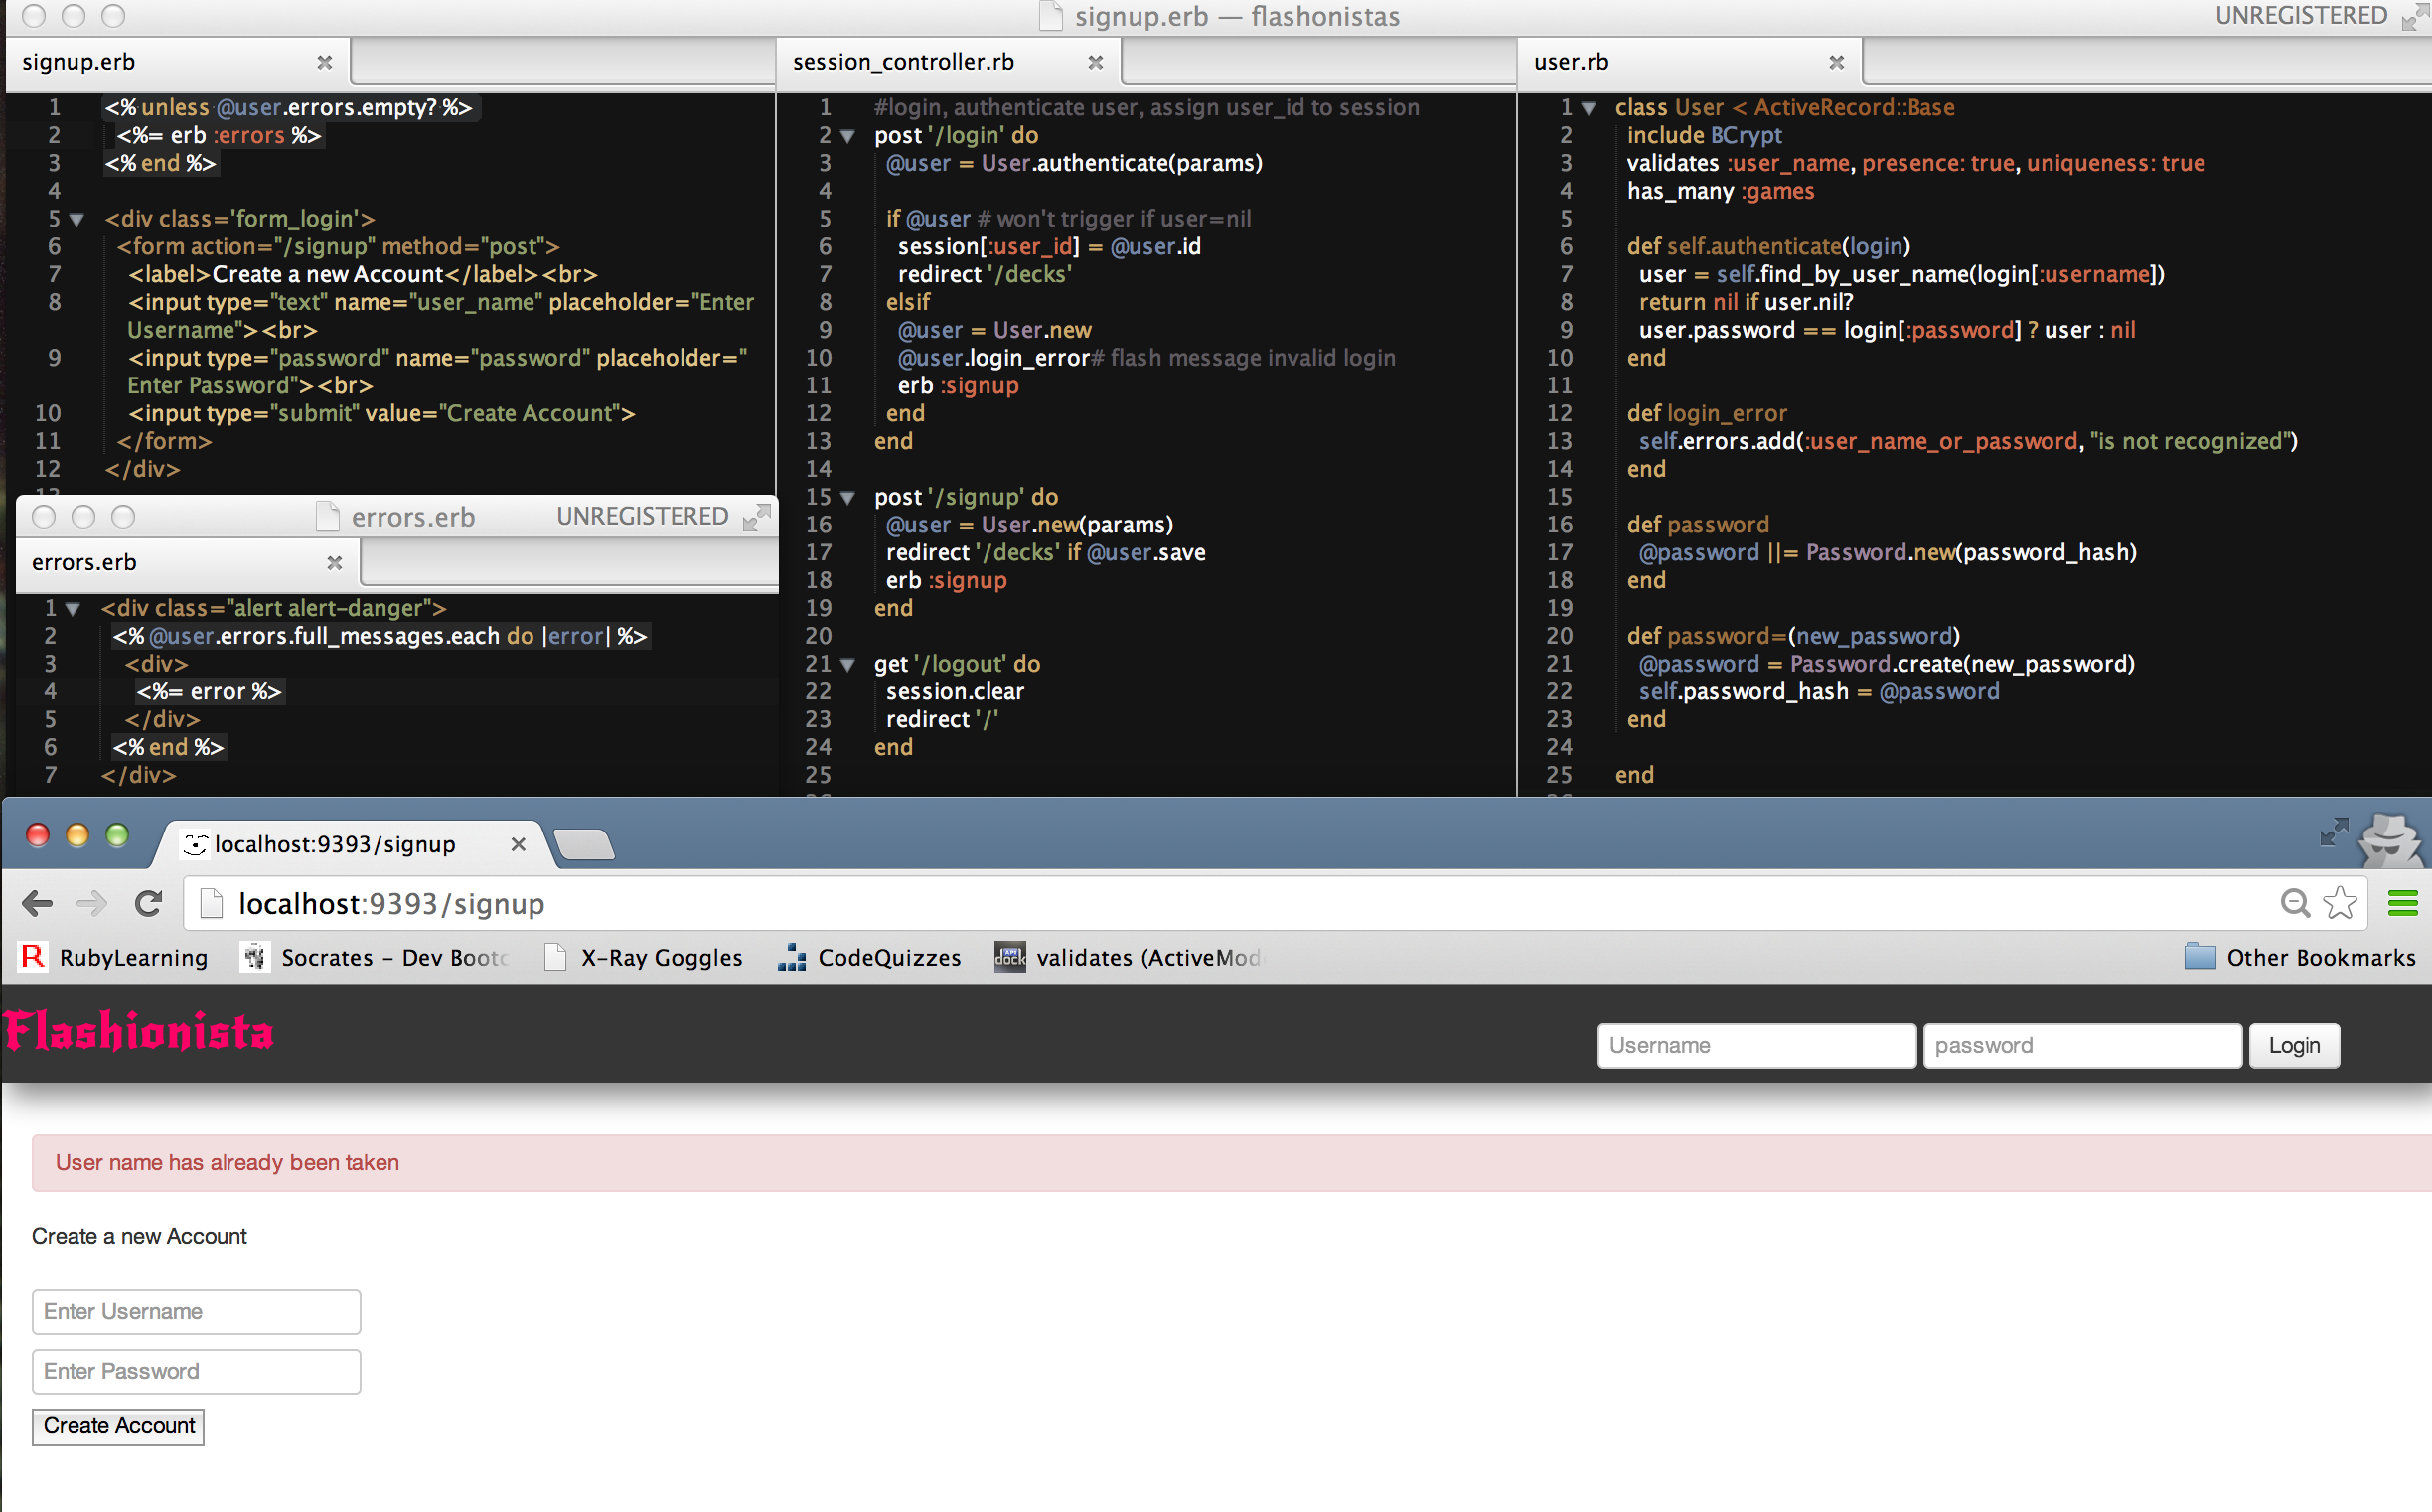 signup.erb — flashonistas
UNREGISTERED
signup.erb
1 <% unless @user.errors.empty? %>
2 <%= erb :errors %>
3 <% end %>
4
5 <div class='form_login'>
6 <form action="/signup" method="post">
7 <label>Create a new Account</label><br>
8 <input type="text" name="user_name" placeholder="Enter
Username"><br>
9 <input type="password" name="password" placeholder="
Enter Password"><br>
10 <input type="submit" value="Create Account">
11 </form>
12 </div>
errors.erb
UNREGISTERED
errors.erb
1 <div class="alert alert-danger">
2 <% @user.errors.full_messages.each do |error| %>
3 <div>
4 <%= error %>
5 </div>
6 <% end %>
7 </div>
session_controller.rb
1 #login, authenticate user, assign user_id to session
2 post '/login' do
3 @user = User.authenticate(params)
4
5 if @user # won't trigger if user=nil
6 session[:user_id] = @user.id
7 redirect '/decks'
8 elsif
9 @user = User.new
10 @user.login_error# flash message invalid login
11 erb :signup
12 end
13 end
14
15 post '/signup' do
16 @user = User.new(params)
17 redirect '/decks' if @user.save
18 erb :signup
19 end
20
21 get '/logout' do
22 session.clear
23 redirect '/'
24 end
25
user.rb
1 class User < ActiveRecord::Base
2 include BCrypt
3 validates :user_name, presence: true, uniqueness: true
4 has_many :games
5
6 def self.authenticate(login)
7 user = self.find_by_user_name(login[:username])
8 return nil if user.nil?
9 user.password == login[:password] ? user : nil
10 end
11
12 def login_error
13 self.errors.add(:user_name_or_password, "is not recognized")
14 end
15
16 def password
17 @password ||= Password.new(password_hash)
18 end
19
20 def password=(new_password)
21 @password = Password.create(new_password)
22 self.password_hash = @password
23 end
24
25 end
localhost:9393/signup
localhost:9393/signup
R RubyLearning Socrates – Dev Bootc X-Ray Goggles CodeQuizzes dock validates (ActiveMod Other Bookmarks
Flashionista
Username password Login
User name has already been taken
Create a new Account
Enter Username
Enter Password
Create Account